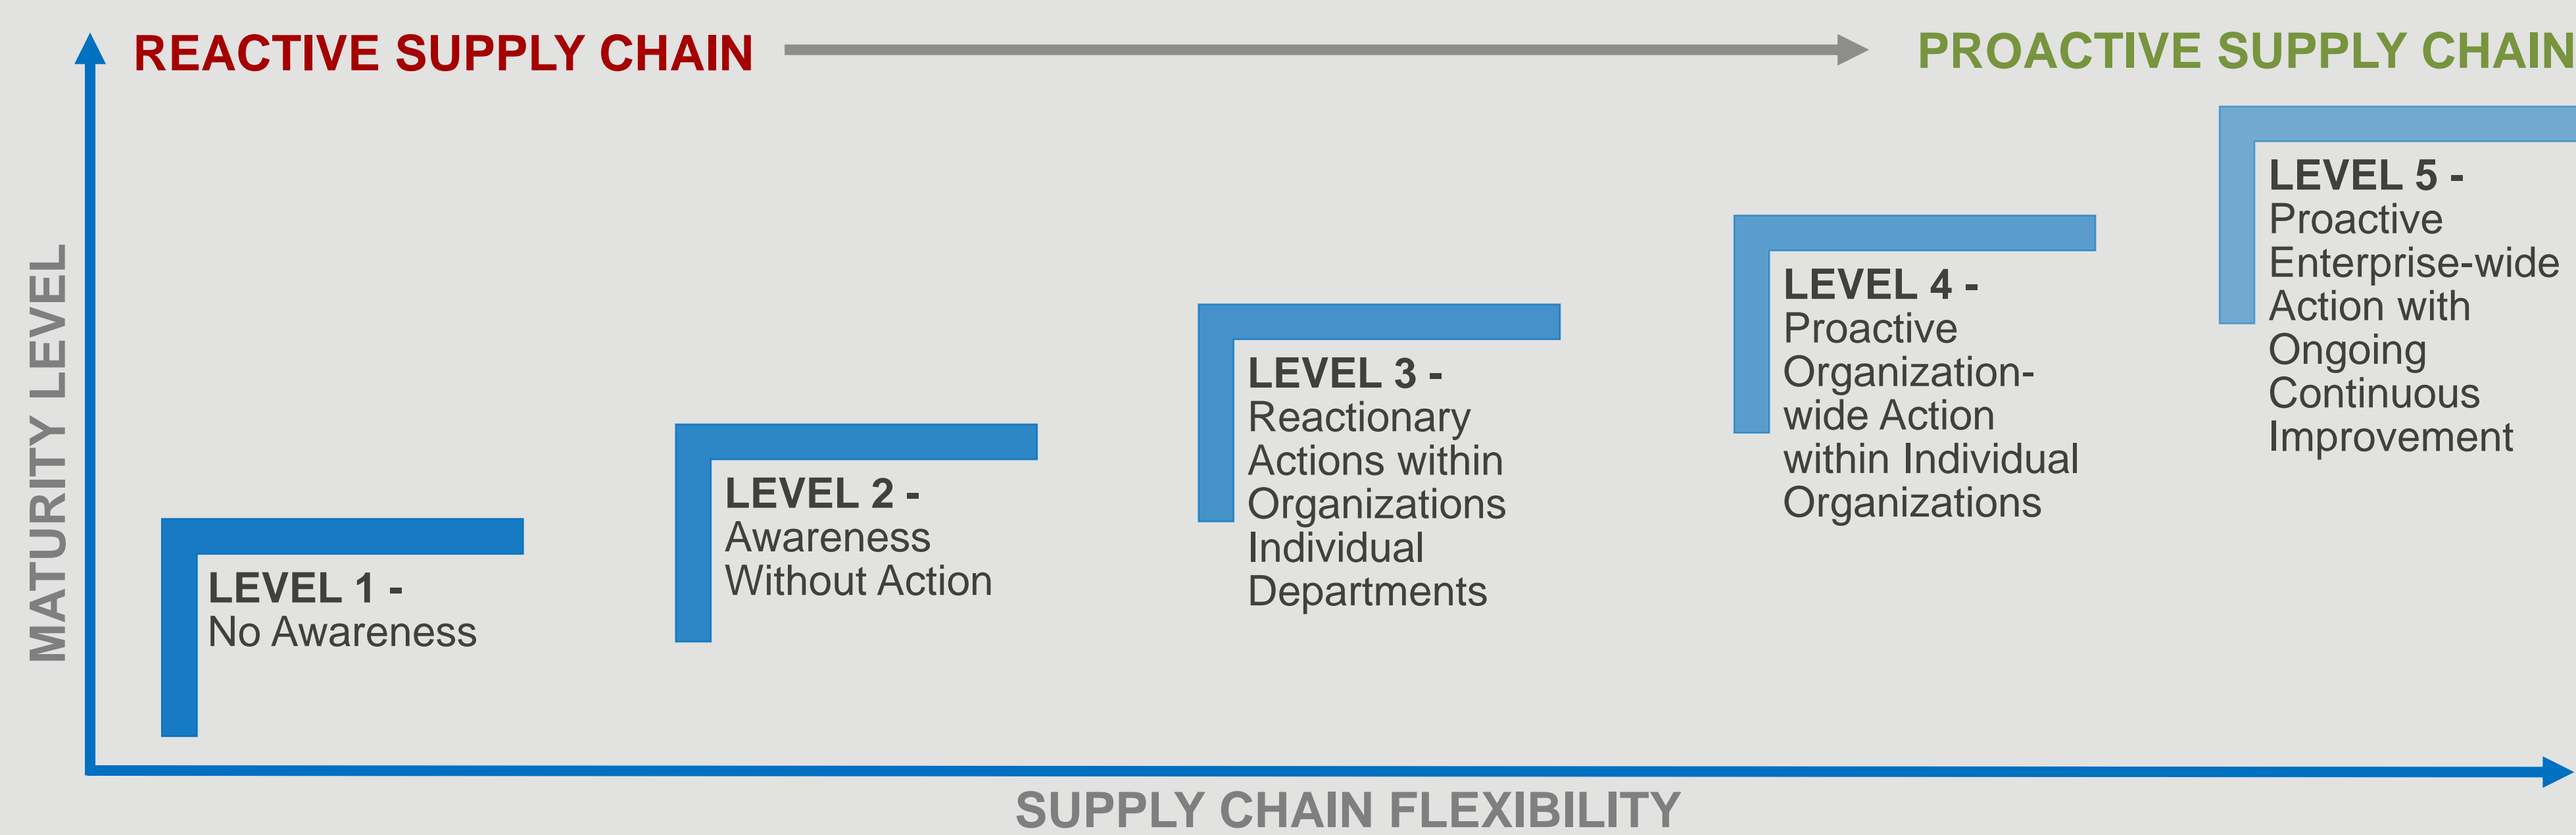 REACTIVE SUPPLY CHAIN
PROACTIVE SUPPLY CHAIN
MATURITY LEVEL
LEVEL 1 -
No Awareness
LEVEL 2 -
Awareness
Without Action
LEVEL 3 -
Reactionary
Actions within
Organizations
Individual
Departments
LEVEL 4 -
Proactive
Organization-
wide Action
within Individual
Organizations
LEVEL 5 -
Proactive
Enterprise-wide
Action with
Ongoing
Continuous
Improvement
SUPPLY CHAIN FLEXIBILITY